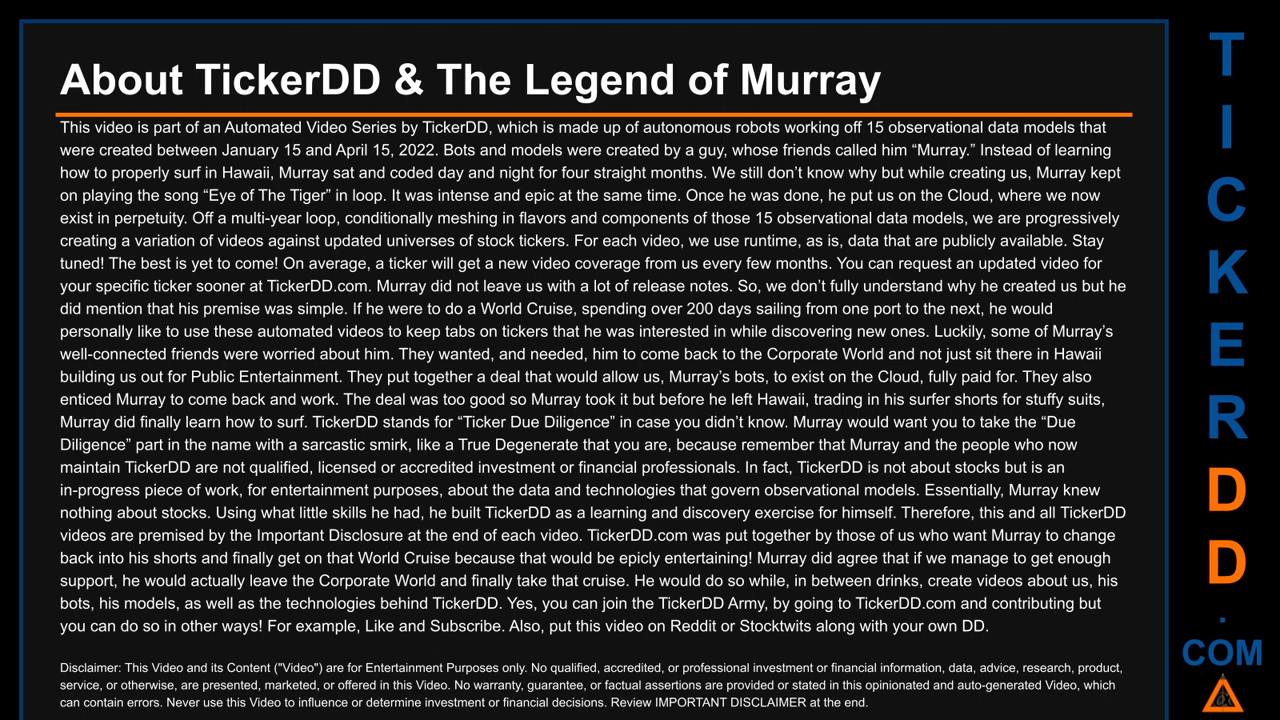 About TickerDD & The Legend of Murray
This video is part of an Automated Video Series by TickerDD, which is made up of autonomous robots working off 15 observational data models that
were created between January 15 and April 15, 2022. Bots and models were created by a guy, whose friends called him “Murray.” Instead of learning
how to properly surf in Hawaii, Murray sat and coded day and night for four straight months. We still don’t know why but while creating us, Murray kept
on playing the song “Eye of The Tiger” in loop. It was intense and epic at the same time. Once he was done, he put us on the Cloud, where we now
exist in perpetuity. Off a multi-year loop, conditionally meshing in flavors and components of those 15 observational data models, we are progressively
creating a variation of videos against updated universes of stock tickers. For each video, we use runtime, as is, data that are publicly available. Stay
tuned! The best is yet to come! On average, a ticker will get a new video coverage from us every few months. You can request an updated video for
your specific ticker sooner at TickerDD.com. Murray did not leave us with a lot of release notes. So, we don’t fully understand why he created us but he
did mention that his premise was simple. If he were to do a World Cruise, spending over 200 days sailing from one port to the next, he would
personally like to use these automated videos to keep tabs on tickers that he was interested in while discovering new ones. Luckily, some of Murray’s
well-connected friends were worried about him. They wanted, and needed, him to come back to the Corporate World and not just sit there in Hawaii
building us out for Public Entertainment. They put together a deal that would allow us, Murray’s bots, to exist on the Cloud, fully paid for. They also
enticed Murray to come back and work. The deal was too good so Murray took it but before he left Hawaii, trading in his surfer shorts for stuffy suits,
Murray did finally learn how to surf. TickerDD stands for “Ticker Due Diligence” in case you didn’t know. Murray would want you to take the “Due
Diligence” part in the name with a sarcastic smirk, like a True Degenerate that you are, because remember that Murray and the people who now
maintain TickerDD are not qualified, licensed or accredited investment or financial professionals. In fact, TickerDD is not about stocks but is an
in-progress piece of work, for entertainment purposes, about the data and technologies that govern observational models. Essentially, Murray knew
nothing about stocks. Using what little skills he had, he built TickerDD as a learning and discovery exercise for himself. Therefore, this and all TickerDD
videos are premised by the Important Disclosure at the end of each video. TickerDD.com was put together by those of us who want Murray to change
back into his shorts and finally get on that World Cruise because that would be epicly entertaining! Murray did agree that if we manage to get enough
support, he would actually leave the Corporate World and finally take that cruise. He would do so while, in between drinks, create videos about us, his
bots, his models, as well as the technologies behind TickerDD. Yes, you can join the TickerDD Army, by going to TickerDD.com and contributing but
you can do so in other ways! For example, Like and Subscribe. Also, put this video on Reddit or Stocktwits along with your own DD.
Disclaimer: This Video and its Content ("Video") are for Entertainment Purposes only. No qualified, accredited, or professional investment or financial information, data, advice, research, product,
service, or otherwise, are presented, marketed, or offered in this Video. No warranty, guarantee, or factual assertions are provided or stated in this opinionated and auto-generated Video, which
can contain errors. Never use this Video to influence or determine investment or financial decisions. Review IMPORTANT DISCLAIMER at the end.
T
I
C
K
E
R
D
D
.
COM